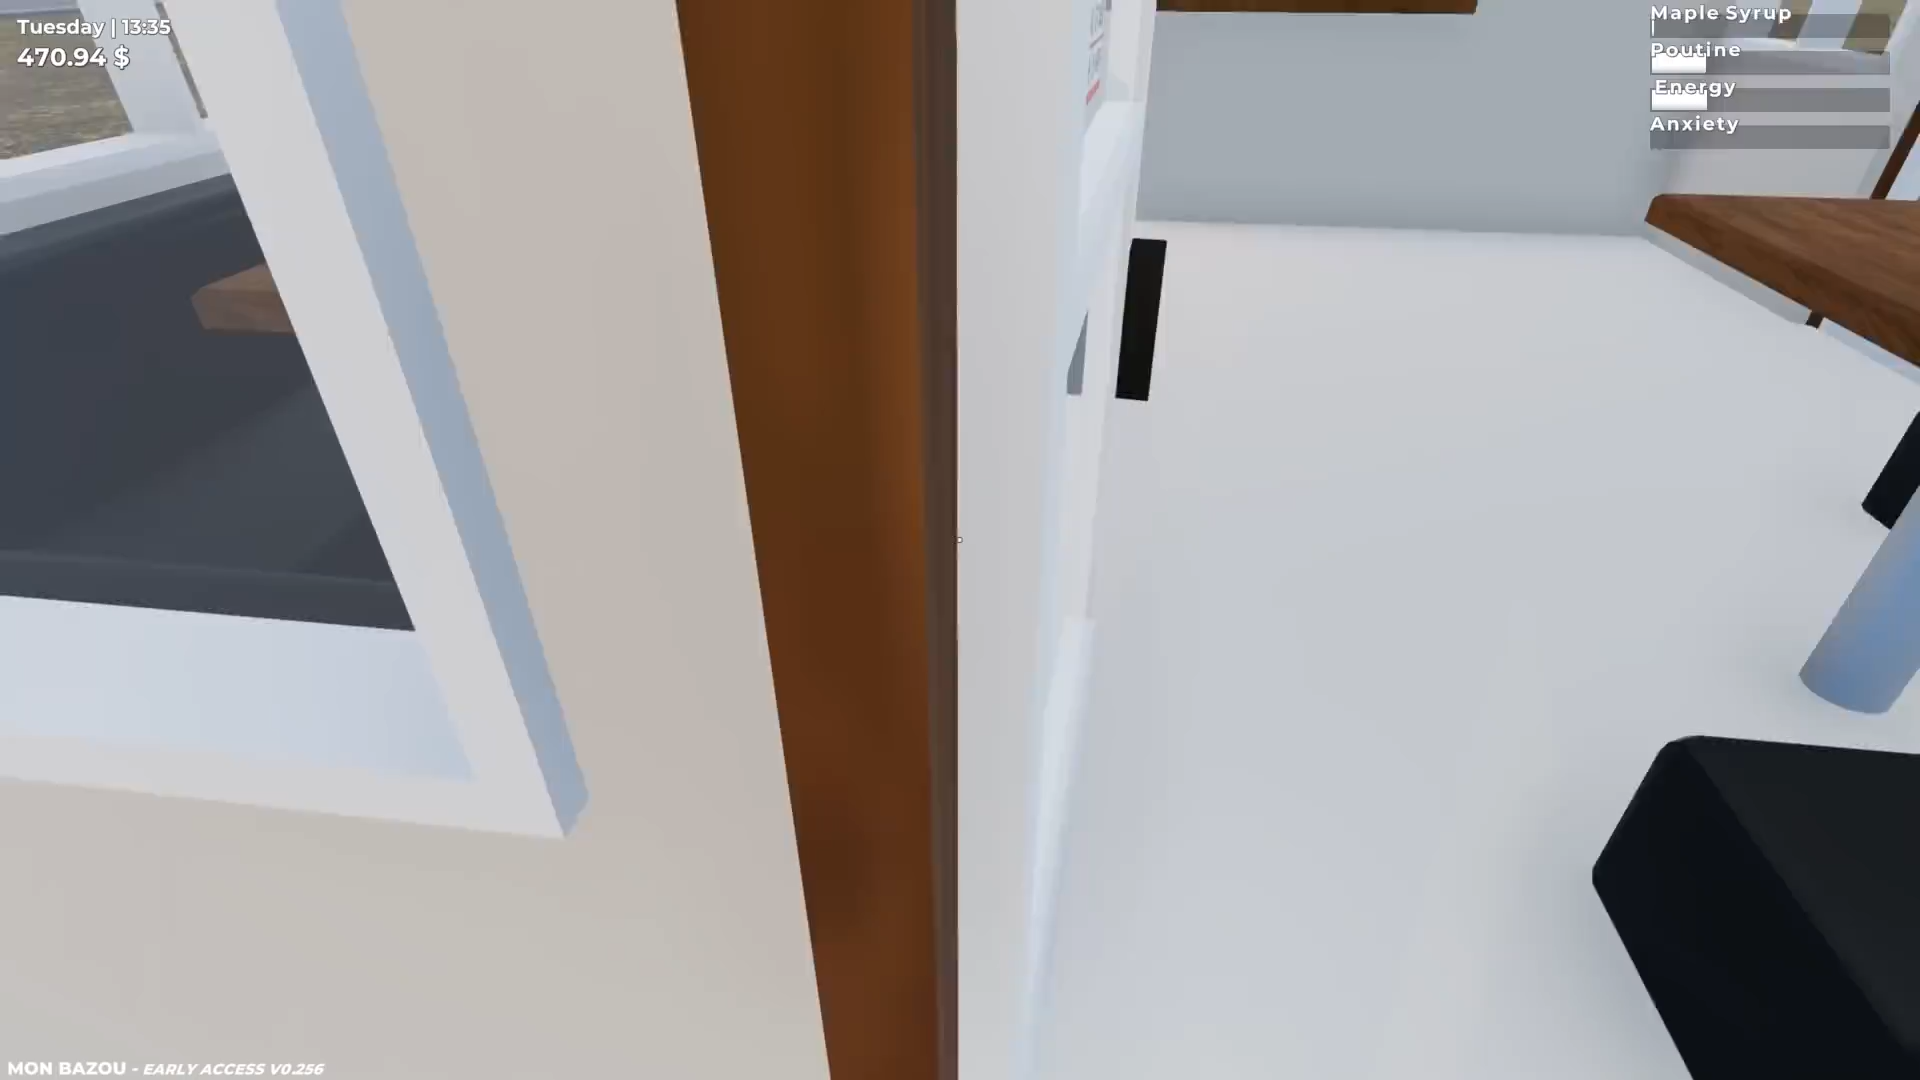 Tuesday | 13:35
470.94 $
Maple Syrup
Poutine
Energy
Anxiety
MON BAZOU - EARLY ACCESS V0.256